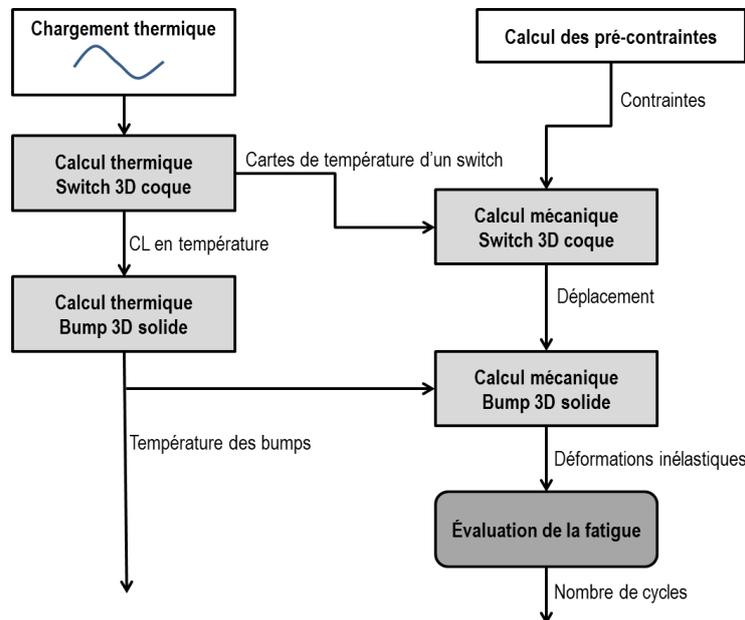 Chargement thermique
Calcul des pré-contraintes
Contraintes
Calcul thermique
Switch 3D coque
Cartes de température d'un switch
Calcul mécanique
Switch 3D coque
CL en température
Calcul thermique
Bump 3D solide
Déplacement
Calcul mécanique
Bump 3D solide
Température des bumps
Déformations inélastiques
Évaluation de la fatigue
Nombre de cycles